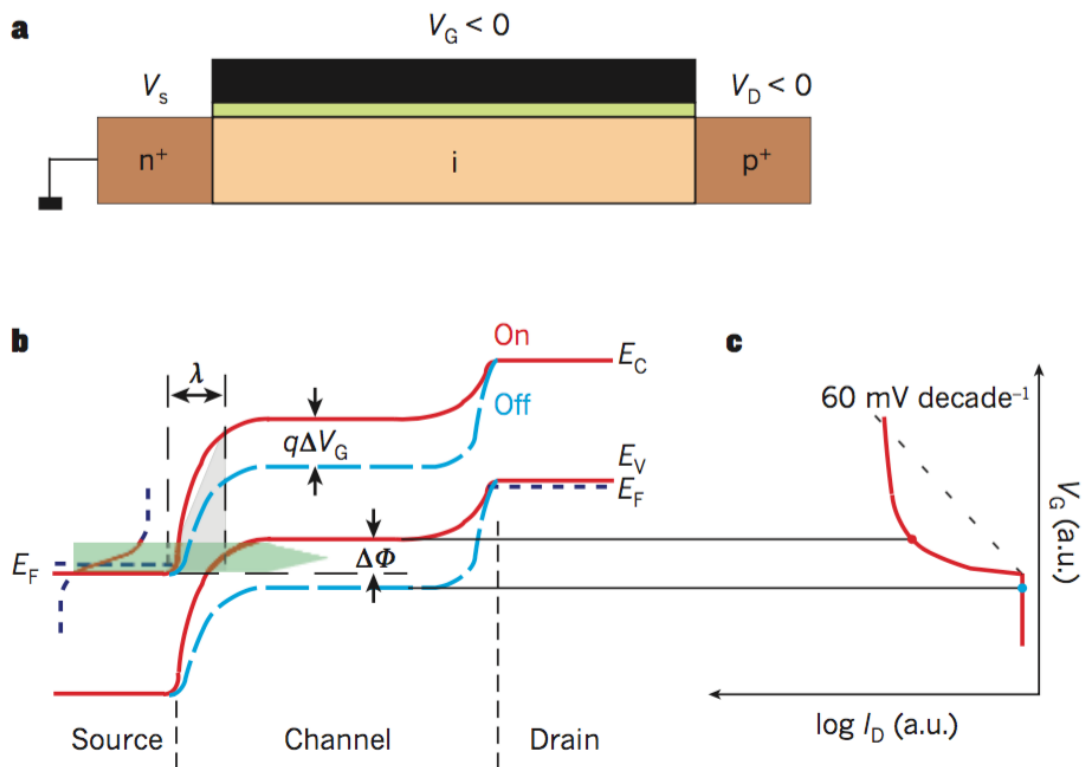 a
V_G < 0
V_s
V_D < 0
n⁺
i
p⁺
b
λ
On
E_C
Off
qΔV_G
E_V
E_F
E_F
ΔΦ
Source
Channel
Drain
c
60 mV decade⁻¹
V_G (a.u.)
log I_D (a.u.)